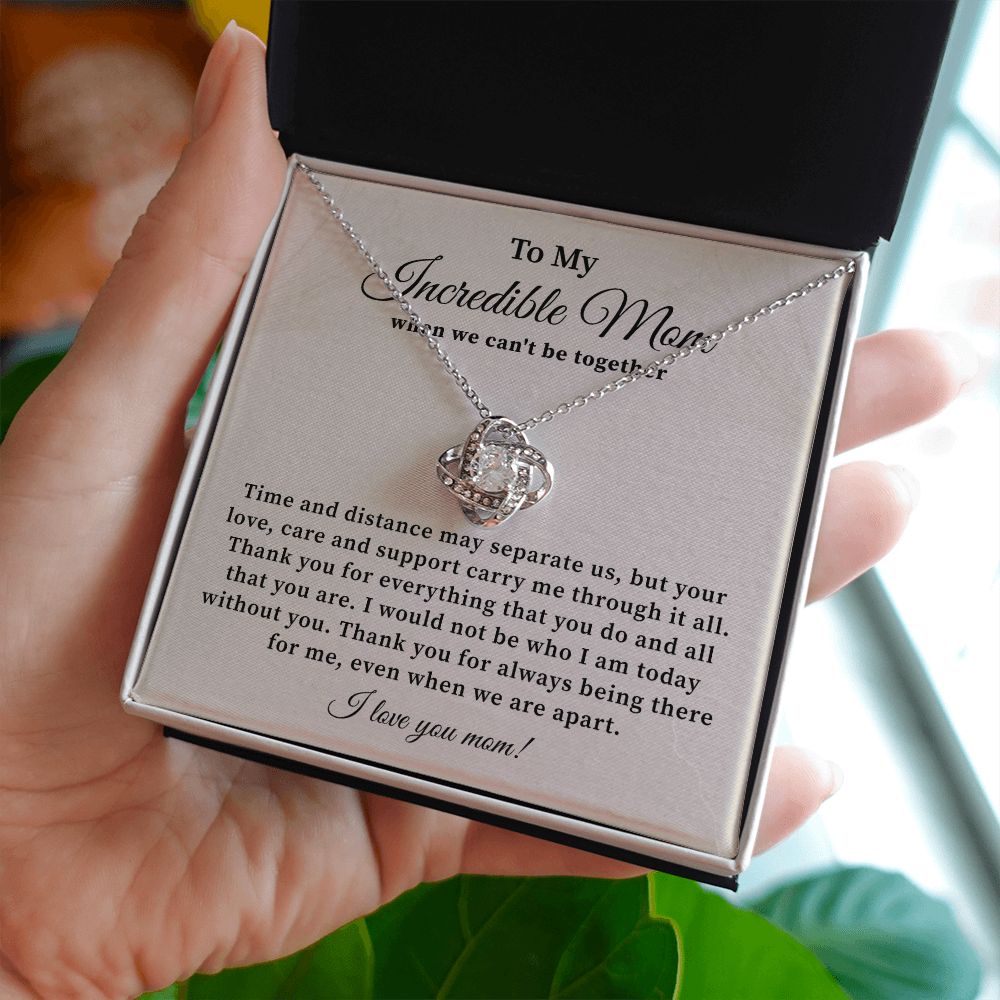 To My
Incredible Mom,
when we can't be together
Time and distance may separate us, but your
love, care and support carry me through it all.
Thank you for everything that you do and all
that you are. I would not be who I am today
without you. Thank you for always being there
for me, even when we are apart.
I love you mom!